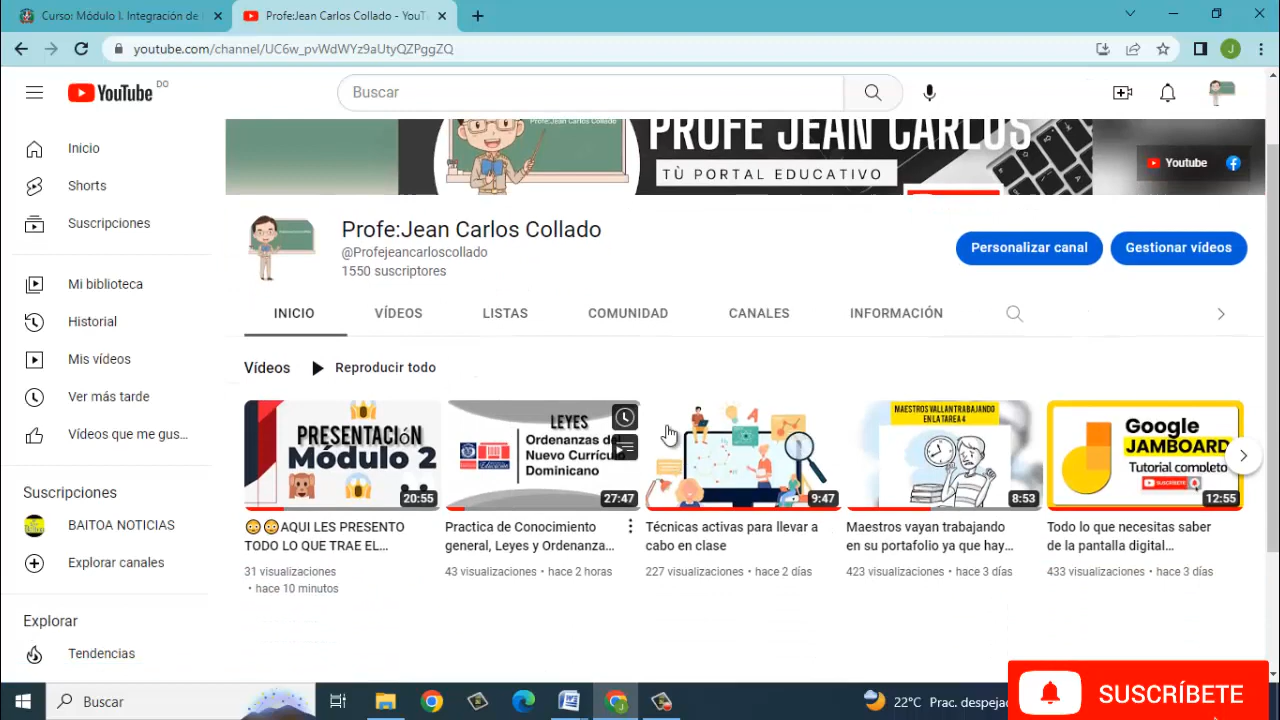 Curso: Módulo I. Integración de
Profe:Jean Carlos Collado - YouT
youtube.com/channel/UC6w_pvWdWYz9aUtyQZPggZQ
J
YouTube DO
Buscar
Inicio
Shorts
Suscripciones
Mi biblioteca
Historial
Mis vídeos
Ver más tarde
Vídeos que me gus...
Suscripciones
BAITOA NOTICIAS
Explorar canales
Explorar
Tendencias
Profe:Jean Carlos Collado
PROFE JEAN CARLOS
TÙ PORTAL EDUCATIVO
Youtube
Profe:Jean Carlos Collado
@Profejeancarloscollado
1550 suscriptores
Personalizar canal
Gestionar vídeos
INICIO VÍDEOS LISTAS COMUNIDAD CANALES INFORMACIÓN
Vídeos Reproducir todo
PRESENTACIÓN
Módulo 2
20:55
AQUI LES PRESENTO
TODO LO QUE TRAE EL...
31 visualizaciones
• hace 10 minutos
LEYES
Ordenanzas del
Nuevo Currículo
Dominicano
27:47
Practica de Conocimiento
general, Leyes y Ordenanza...
43 visualizaciones • hace 2 horas
9:47
Técnicas activas para llevar a
cabo en clase
227 visualizaciones • hace 2 días
MAESTROS VALLAN TRABAJANDO
EN LA TAREA 4
8:53
Maestros vayan trabajando
en su portafolio ya que hay...
423 visualizaciones • hace 3 días
Google
JAMBOARD
Tutorial completo
SUSCRÍBETE
12:55
Todo lo que necesitas saber
de la pantalla digital...
433 visualizaciones • hace 3 días
Buscar
22°C Prac. despejado
SUSCRÍBETE